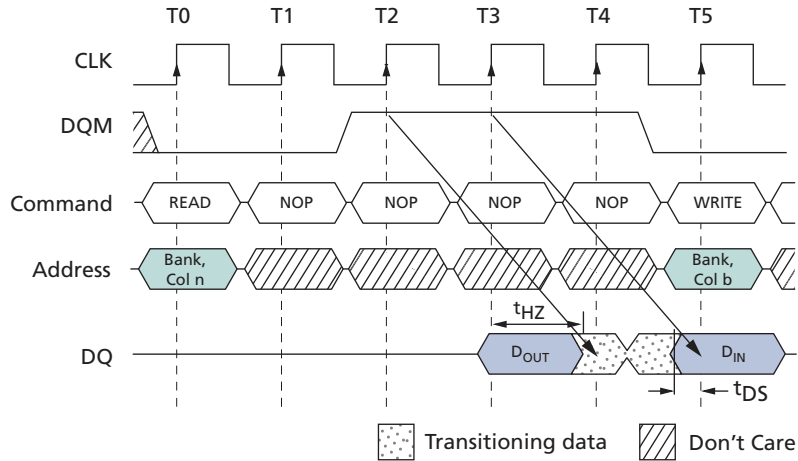 T0 T1 T2 T3 T4 T5
CLK
DQM
Command READ NOP NOP NOP NOP WRITE
Address Bank, Col n Bank, Col b
tHZ
DQ DOUT DIN
tDS
Transitioning data Don't Care